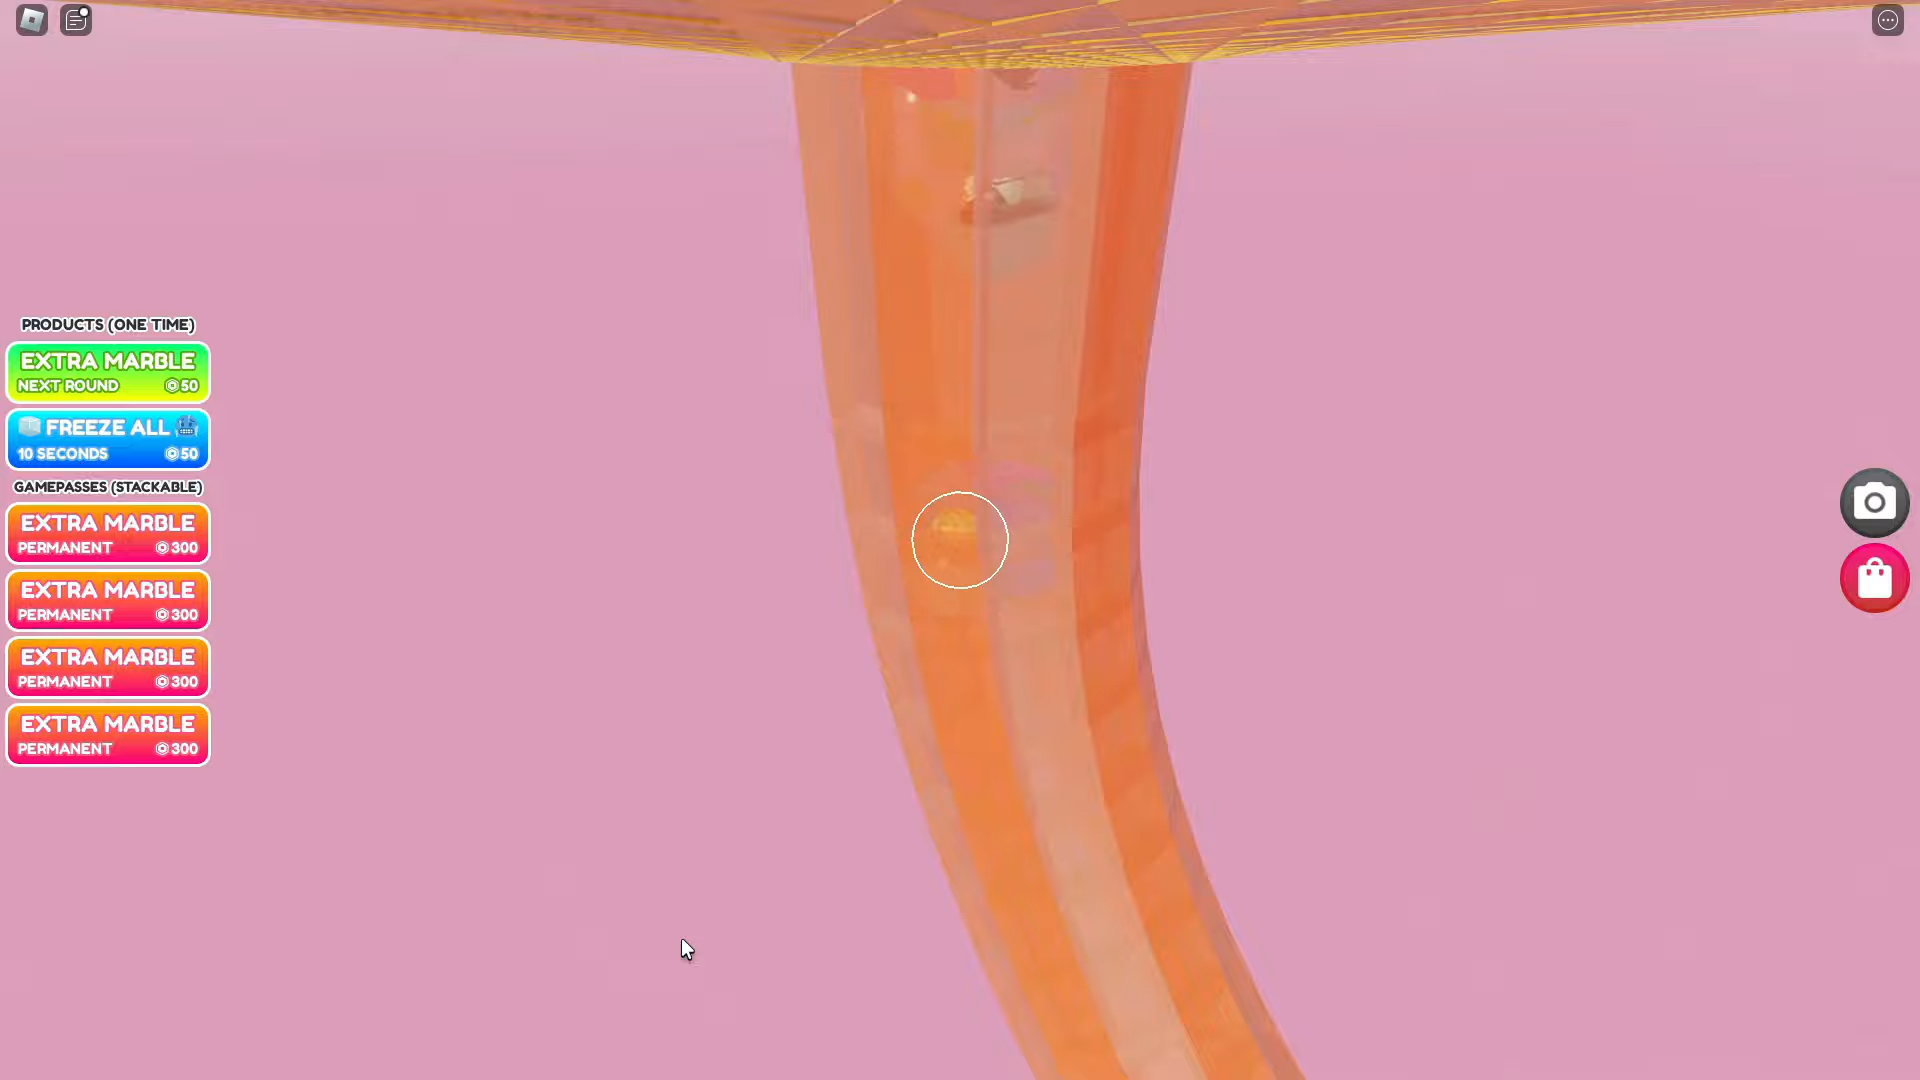 PRODUCTS (ONE TIME)
EXTRA MARBLE
NEXT ROUND 50
FREEZE ALL
10 SECONDS 50
GAMEPASSES (STACKABLE)
EXTRA MARBLE
PERMANENT 300
EXTRA MARBLE
PERMANENT 300
EXTRA MARBLE
PERMANENT 300
EXTRA MARBLE
PERMANENT 300